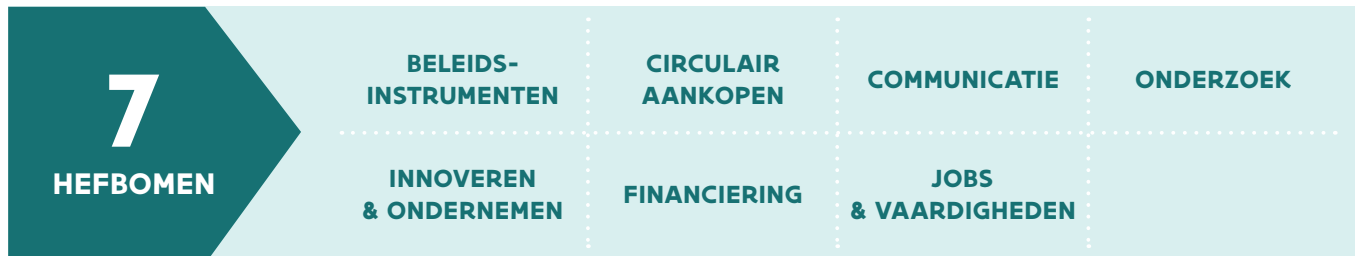 7
HEFBOMEN
BELEIDS-
INSTRUMENTEN
CIRCULAIR
AANKOPEN
COMMUNICATIE
ONDERZOEK
INNOVEREN
& ONDERNEMEN
FINANCIERING
JOBS
& VAARDIGHEDEN